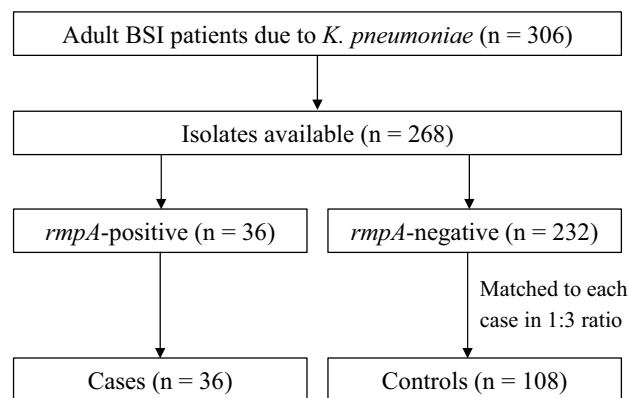 Adult BSI patients due to K. pneumoniae (n = 306)
Isolates available (n = 268)
rmpA-positive (n = 36)
rmpA-negative (n = 232)
Matched to each
case in 1:3 ratio
Cases (n = 36)
Controls (n = 108)